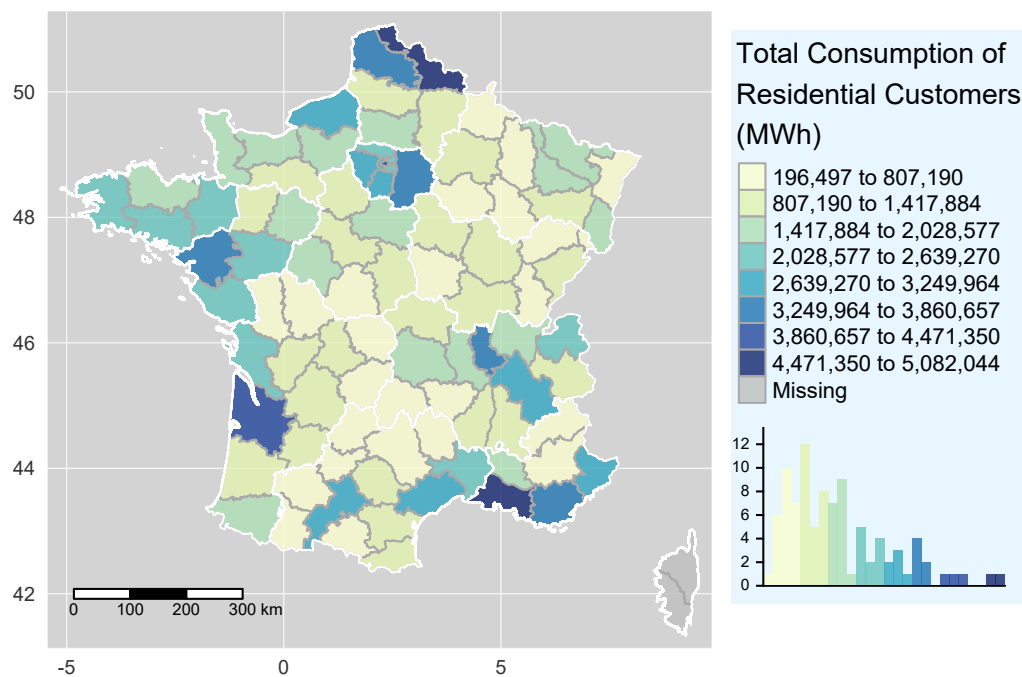 50
48
46
44
42
-5
0
5
0
100
200
300 km
Total Consumption of
Residential Customers
(MWh)
196,497 to 807,190
807,190 to 1,417,884
1,417,884 to 2,028,577
2,028,577 to 2,639,270
2,639,270 to 3,249,964
3,249,964 to 3,860,657
3,860,657 to 4,471,350
4,471,350 to 5,082,044
Missing
12
10
8
6
4
2
0